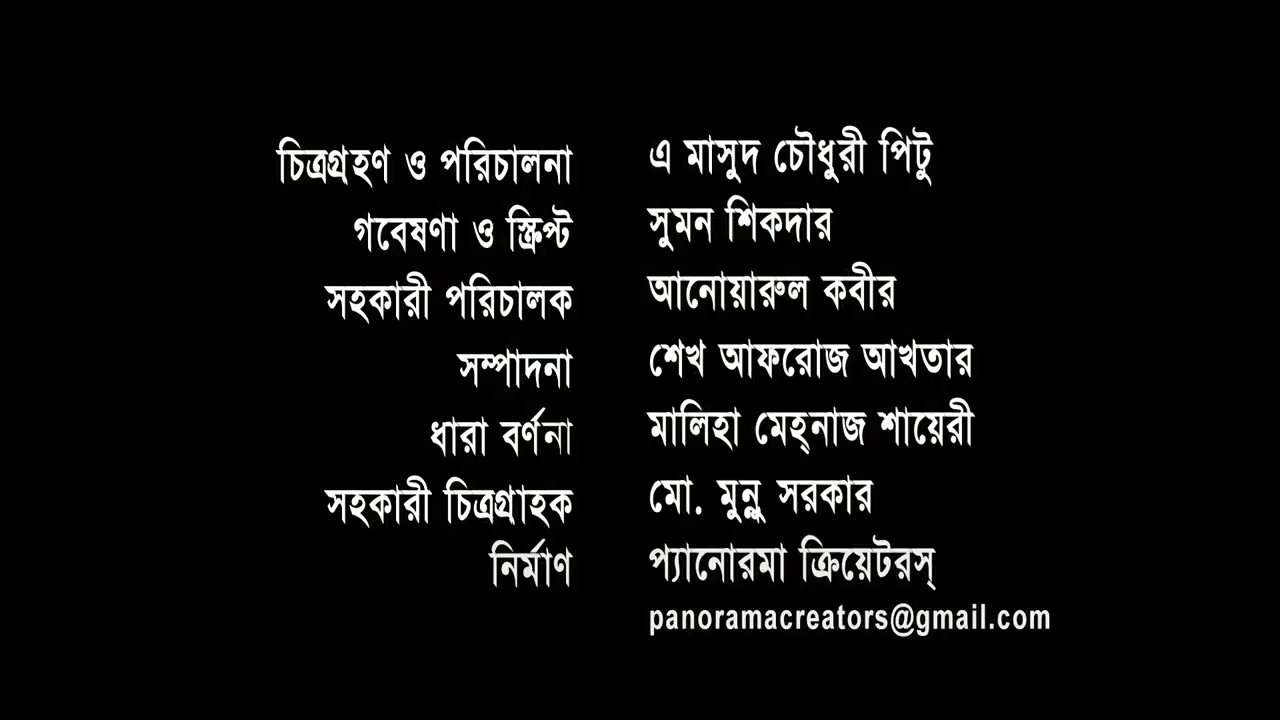 চিত্রগ্রহণ ও পরিচালনা এ মাসুদ চৌধুরী পিটু
গবেষণা ও স্ক্রিপ্ট সুমন শিকদার
সহকারী পরিচালক আনোয়ারুল কবীর
সম্পাদনা শেখ আফরোজ আখতার
ধারা বর্ণনা মালিহা মেহ্‌নাজ শায়েরী
সহকারী চিত্রগ্রাহক মো. মুন্নু সরকার
নির্মাণ প্যানোরমা ক্রিয়েটরস্
panoramacreators@gmail.com